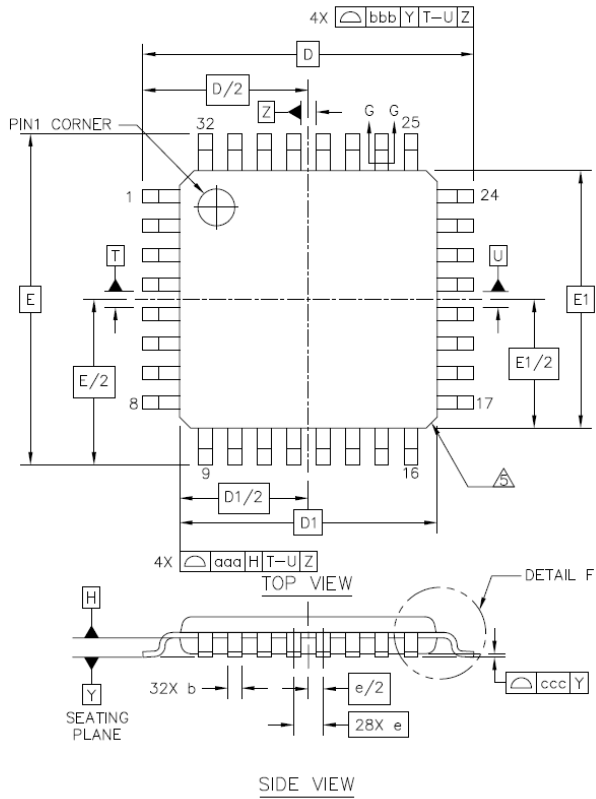 4X ⌓ bbb Y T–U Z
D
D/2
Z
G G
PIN1 CORNER
32
25
1
24
T
U
E
E1
E/2
E1/2
8
17
9
16
5
D1/2
D1
4X ⌓ aaa H T–U Z
TOP VIEW
DETAIL F
H
32X b
e/2
⌓ ccc Y
Y
28X e
SEATING
PLANE
SIDE VIEW